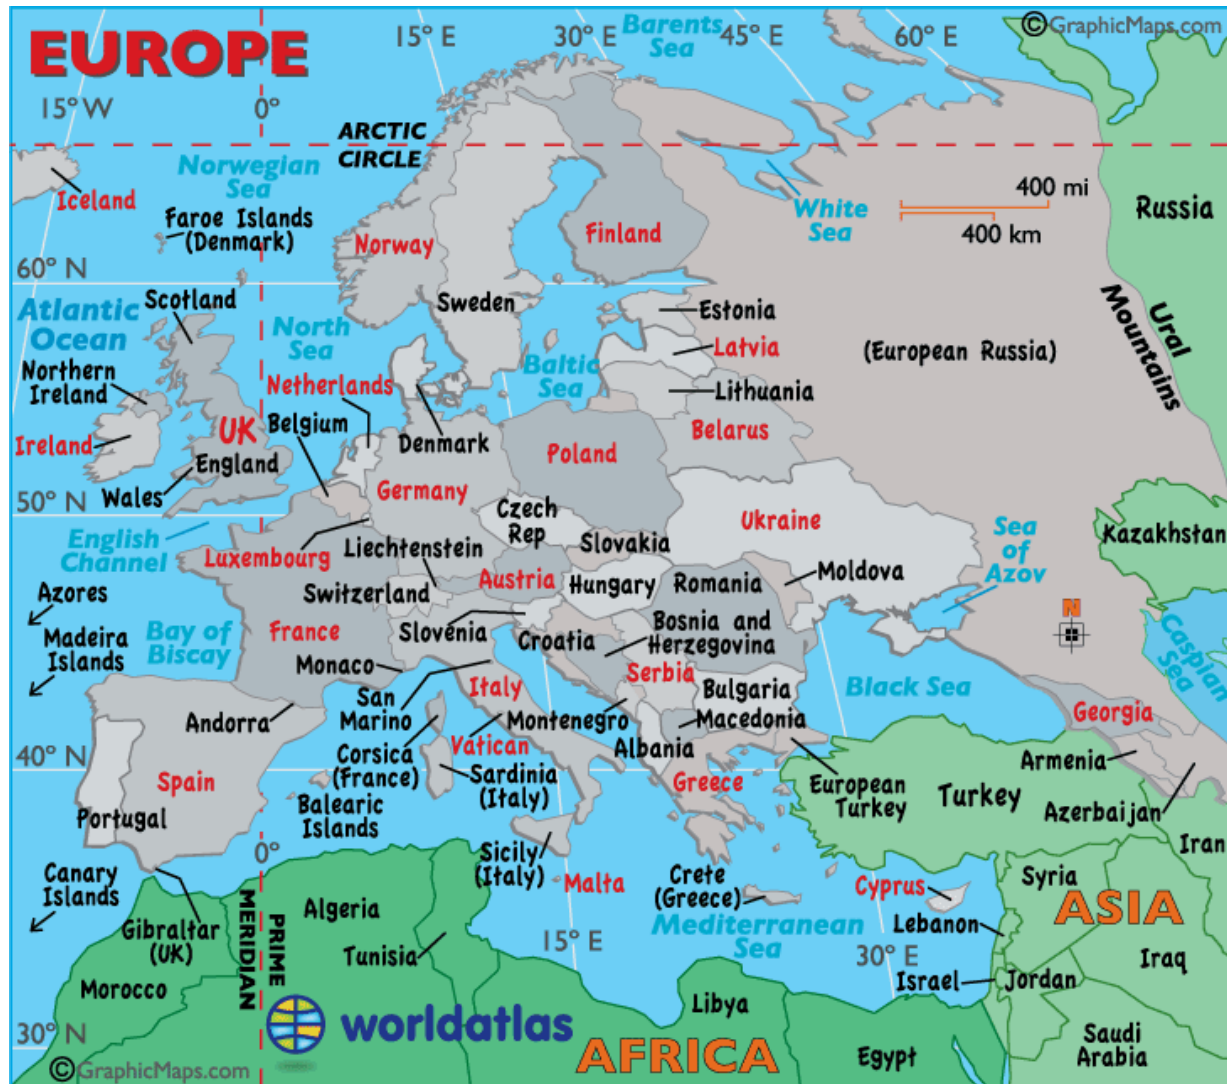 EUROPE
15° W
0°
15° E
30° E
Barents
Sea
45° E
60° E
©GraphicMaps.com
ARCTIC
CIRCLE
Norwegian
Sea
Iceland
Faroe Islands
(Denmark)
Norway
Finland
White
Sea
400 mi
400 km
Russia
60° N
Atlantic
Ocean
Scotland
North
Sea
Sweden
Estonia
Latvia
(European Russia)
Ural
Mountains
Northern
Ireland
Netherlands
Baltic
Sea
Lithuania
Ireland
UK
Belgium
Denmark
Belarus
Poland
England
Wales
Germany
50° N
Czech
Rep
Ukraine
English
Channel
Luxembourg
Liechtenstein
Slovakia
Sea
of
Azov
Kazakhstan
Azores
Switzerland
Austria
Hungary
Romania
Moldova
Madeira
Islands
Bay of
Biscay
France
Slovenia
Croatia
Bosnia and
Herzegovina
N
Caspian
Sea
Monaco
San
Marino
Italy
Serbia
Bulgaria
Black Sea
Andorra
Montenegro
Macedonia
Georgia
40° N
Corsica
(France)
Vatican
Albania
Armenia
Spain
Sardinia
(Italy)
Greece
European
Turkey
Turkey
Azerbaijan
Portugal
Balearic
Islands
Iran
0°
Canary
Islands
Sicily
(Italy)
Malta
Crete
(Greece)
Cyprus
Syria
ASIA
Gibraltar
(UK)
PRIME
MERIDIAN
Algeria
Mediterranean
Sea
Lebanon
Tunisia
15° E
30° E
Iraq
Morocco
Israel
Jordan
Libya
30° N
worldatlas
AFRICA
Egypt
Saudi
Arabia
©GraphicMaps.com